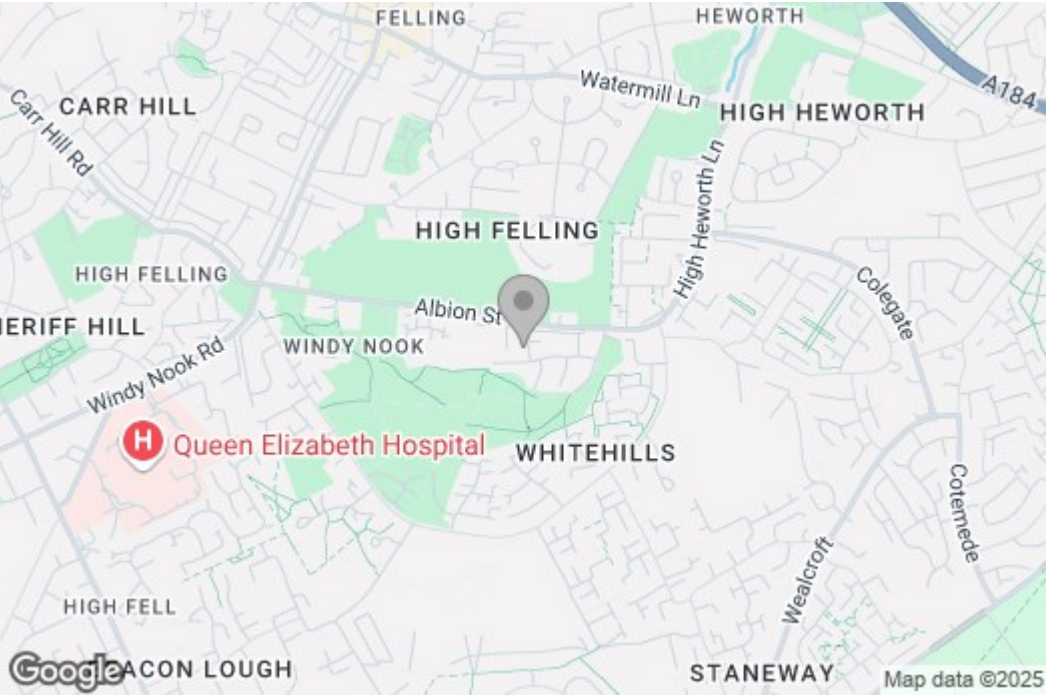 FELLING
HEWORTH
Watermill Ln
A184
CARR HILL
HIGH HEWORTH
Carr Hill Rd
High Heworth Ln
HIGH FELLING
HIGH FELLING
Colegate
Albion St
HERIFF HILL
WINDY NOOK
Windy Nook Rd
H
Queen Elizabeth Hospital
WHITEHILLS
Cotemede
Wealcroft
HIGH FELL
Google
EACON LOUGH
STANEWAY
Map data ©2025